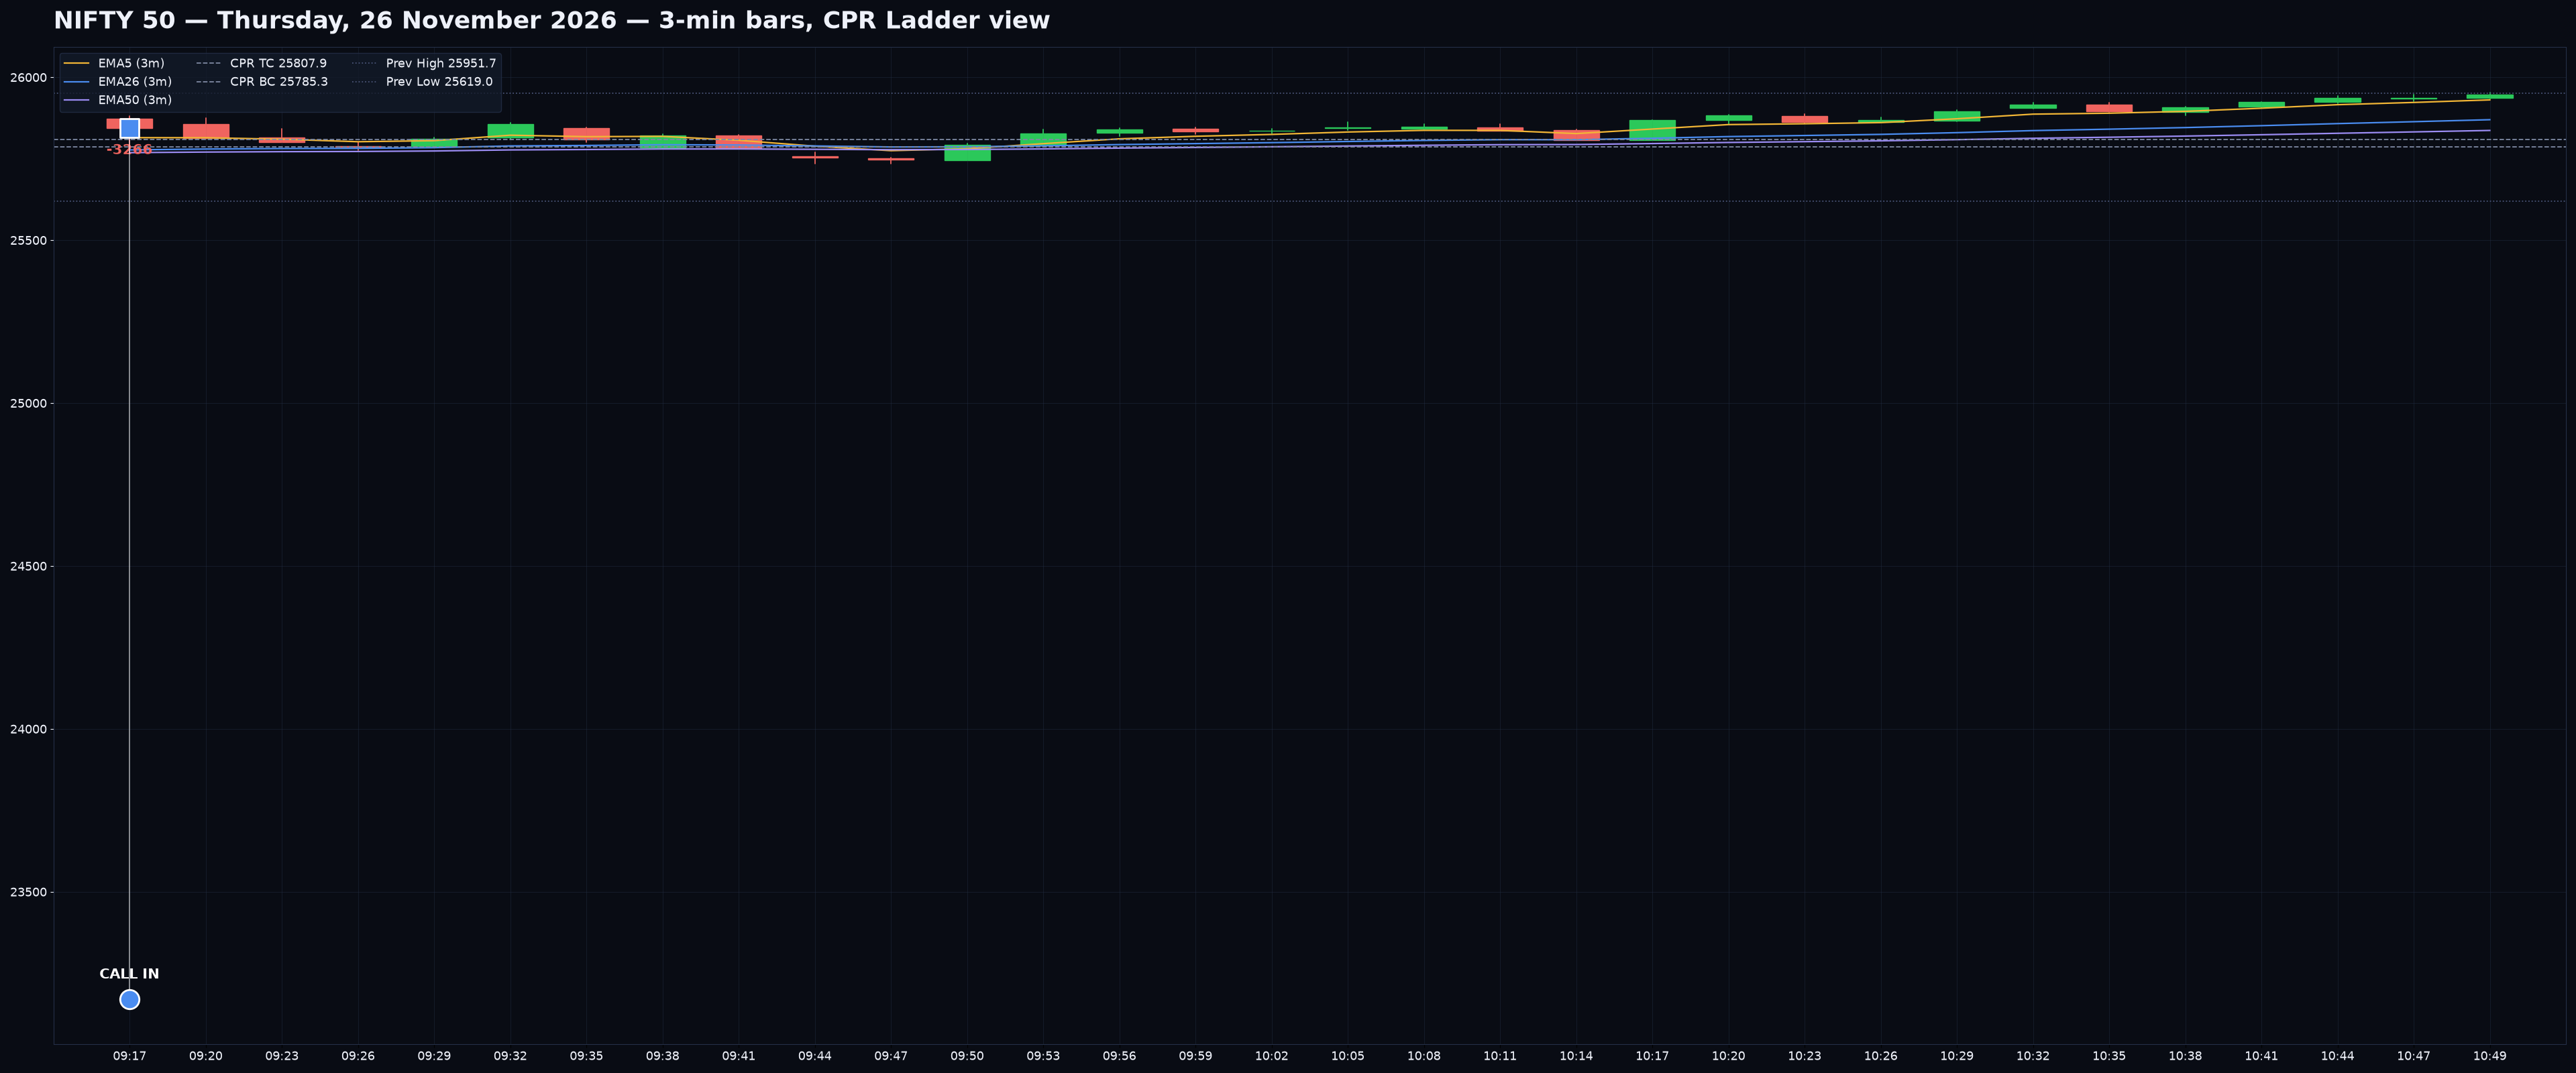 NIFTY 50 — Thursday, 26 November 2026 — 3-min bars, CPR Ladder view
EMA5 (3m) CPR TC 25807.9 Prev High 25951.7
EMA26 (3m) CPR BC 25785.3 Prev Low 25619.0
EMA50 (3m)
26000
-3266
25500
25000
24500
24000
23500
CALL IN
09:17 09:20 09:23 09:26 09:29 09:32 09:35 09:38 09:41 09:44 09:47 09:50 09:53 09:56 09:59 10:02 10:05 10:08 10:11 10:14 10:17 10:20 10:23 10:26 10:29 10:32 10:35 10:38 10:41 10:44 10:47 10:49